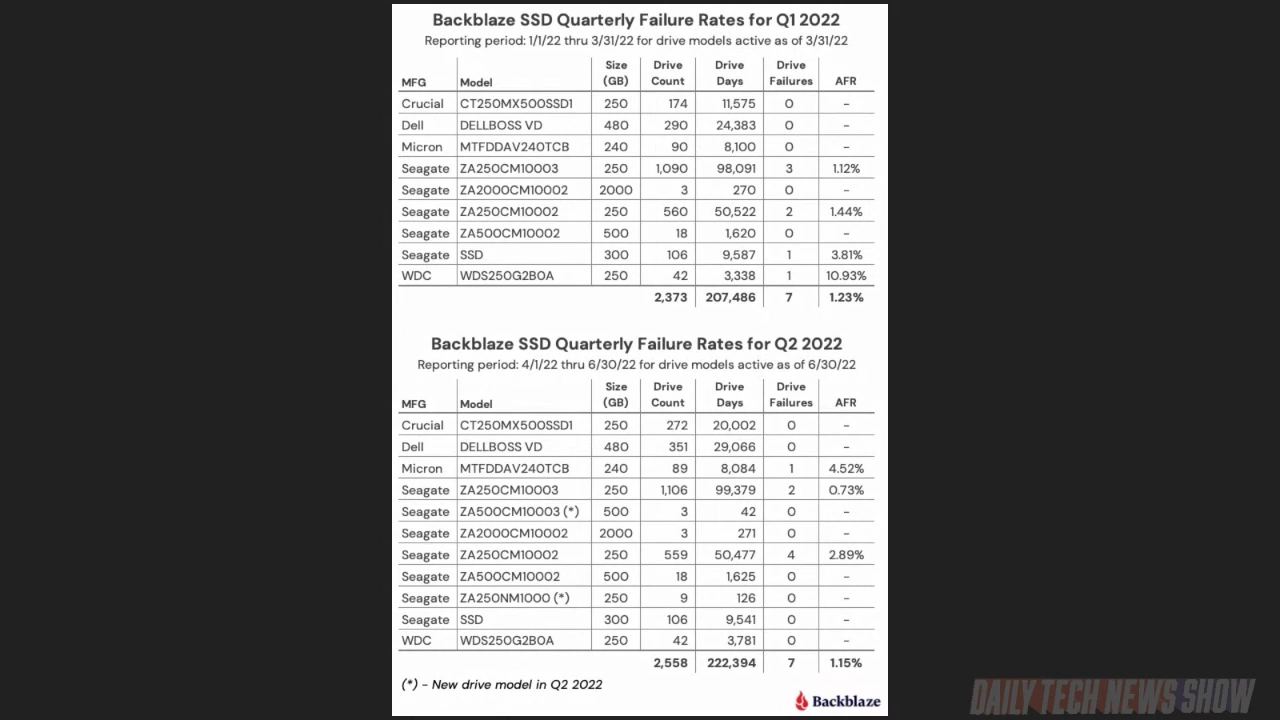 Backblaze SSD Quarterly Failure Rates for Q1 2022
Reporting period: 1/1/22 thru 3/31/22 for drive models active as of 3/31/22
MFG Model Size (GB) Drive Count Drive Days Drive Failures AFR
Crucial CT250MX500SSD1 250 174 11,575 0 -
Dell DELLBOSS VD 480 290 24,383 0 -
Micron MTFDDAV240TCB 240 90 8,100 0 -
Seagate ZA250CM10003 250 1,090 98,091 3 1.12%
Seagate ZA2000CM10002 2000 3 270 0 -
Seagate ZA250CM10002 250 560 50,522 2 1.44%
Seagate ZA500CM10002 500 18 1,620 0 -
Seagate SSD 300 106 9,587 1 3.81%
WDC WDS250G2B0A 250 42 3,338 1 10.93%
2,373 207,486 7 1.23%
Backblaze SSD Quarterly Failure Rates for Q2 2022
Reporting period: 4/1/22 thru 6/30/22 for drive models active as of 6/30/22
MFG Model Size (GB) Drive Count Drive Days Drive Failures AFR
Crucial CT250MX500SSD1 250 272 20,002 0 -
Dell DELLBOSS VD 480 351 29,066 0 -
Micron MTFDDAV240TCB 240 89 8,084 1 4.52%
Seagate ZA250CM10003 250 1,106 99,379 2 0.73%
Seagate ZA500CM10003 (*) 500 3 42 0 -
Seagate ZA2000CM10002 2000 3 271 0 -
Seagate ZA250CM10002 250 559 50,477 4 2.89%
Seagate ZA500CM10002 500 18 1,625 0 -
Seagate ZA250NM1000 (*) 250 9 126 0 -
Seagate SSD 300 106 9,541 0 -
WDC WDS250G2B0A 250 42 3,781 0 -
2,558 222,394 7 1.15%
(*) - New drive model in Q2 2022
Backblaze
DAILY TECH NEWS SHOW